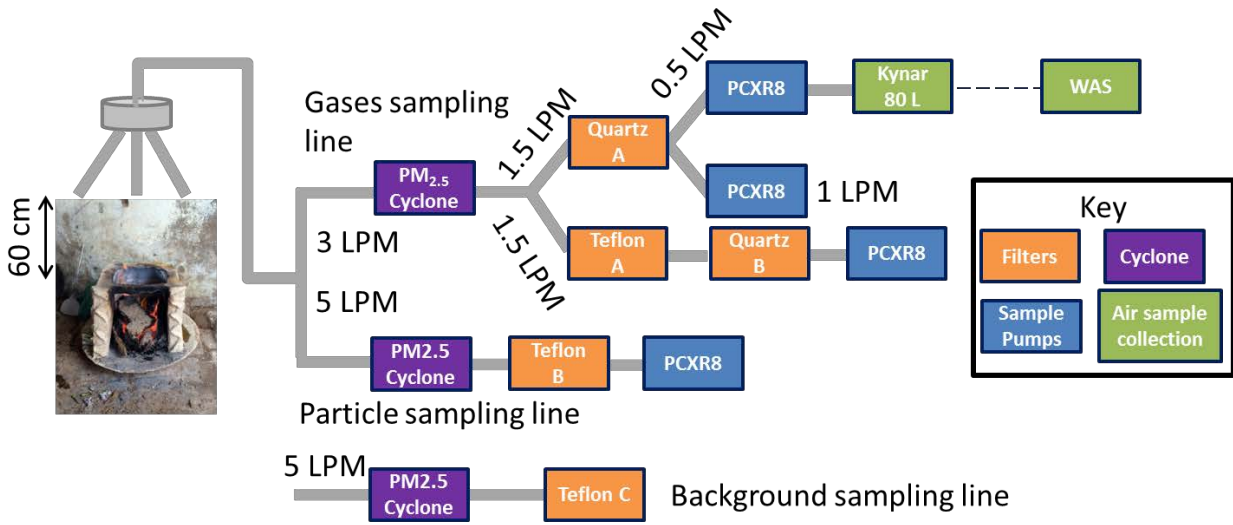 60 cm
Gases sampling
line
PM2.5
Cyclone
3 LPM
5 LPM
1.5 LPM
1.5 LPM
Quartz
A
0.5 LPM
PCXR8
Kynar
80 L
WAS
PCXR8
1 LPM
Teflon
A
Quartz
B
PCXR8
PM2.5
Cyclone
Teflon
B
PCXR8
Particle sampling line
5 LPM
PM2.5
Cyclone
Teflon C
Background sampling line
Key
Filters
Cyclone
Sample
Pumps
Air sample
collection